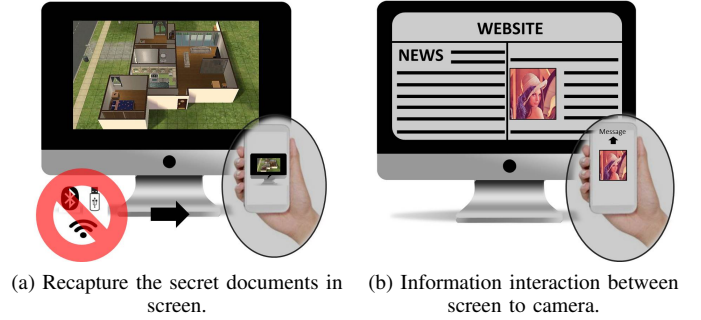 WEBSITE
NEWS
Message
(a) Recapture the secret documents in
screen.
(b) Information interaction between
screen to camera.